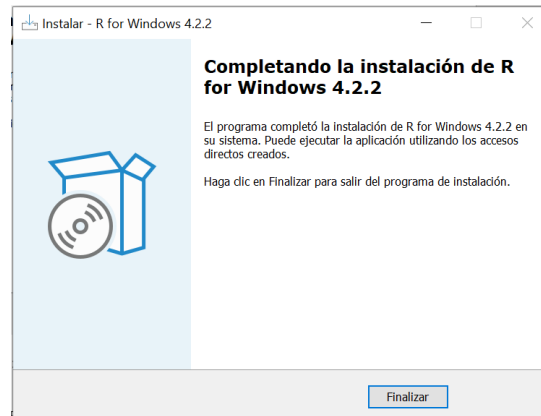 Instalar - R for Windows 4.2.2
Completando la instalación de R
for Windows 4.2.2
El programa completó la instalación de R for Windows 4.2.2 en
su sistema. Puede ejecutar la aplicación utilizando los accesos
directos creados.
Haga clic en Finalizar para salir del programa de instalación.
Finalizar